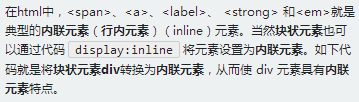 在html中，<span>、<a>、<label>、 <strong> 和<em>就是
典型的内联元素（行内元素）（inline）元素。当然块状元素也可
以通过代码 display:inline 将元素设置为内联元素。如下代
码就是将块状元素div转换为内联元素，从而使 div 元素具有内联
元素特点。